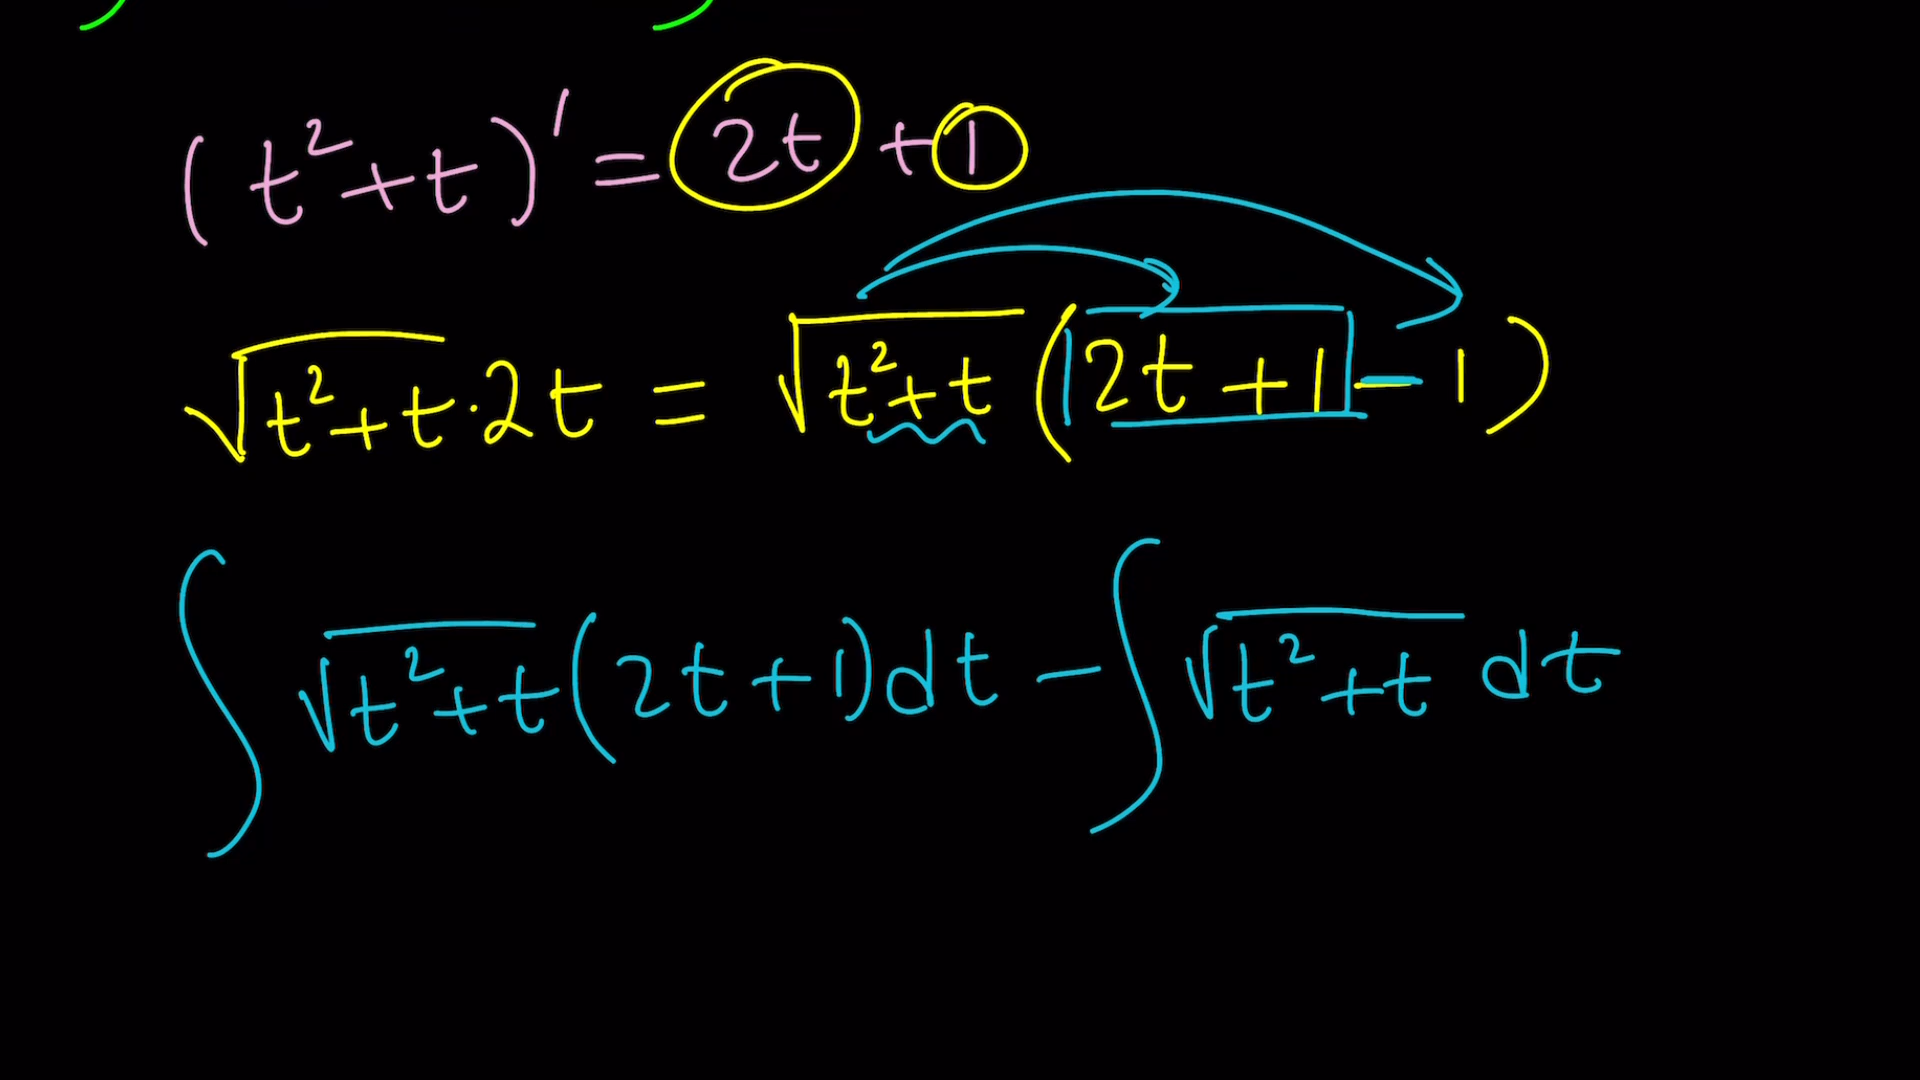 (t²+t)' = 2t + 1
√(t²+t) · 2t = √(t²+t) (2t + 1 - 1)
∫ √(t²+t) (2t+1) dt - ∫ √(t²+t) dt